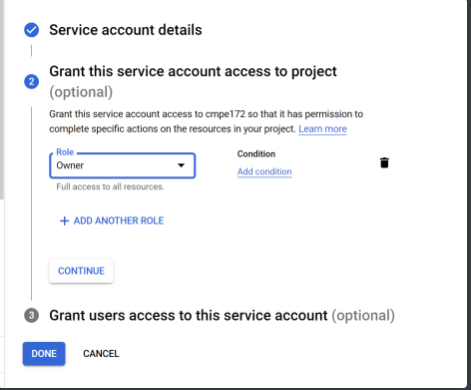 Service account details
2 Grant this service account access to project
(optional)
Grant this service account access to cmpe172 so that it has permission to
complete specific actions on the resources in your project. Learn more
Role
Owner
Condition
Add condition
Full access to all resources.
+ ADD ANOTHER ROLE
CONTINUE
3 Grant users access to this service account (optional)
DONE CANCEL